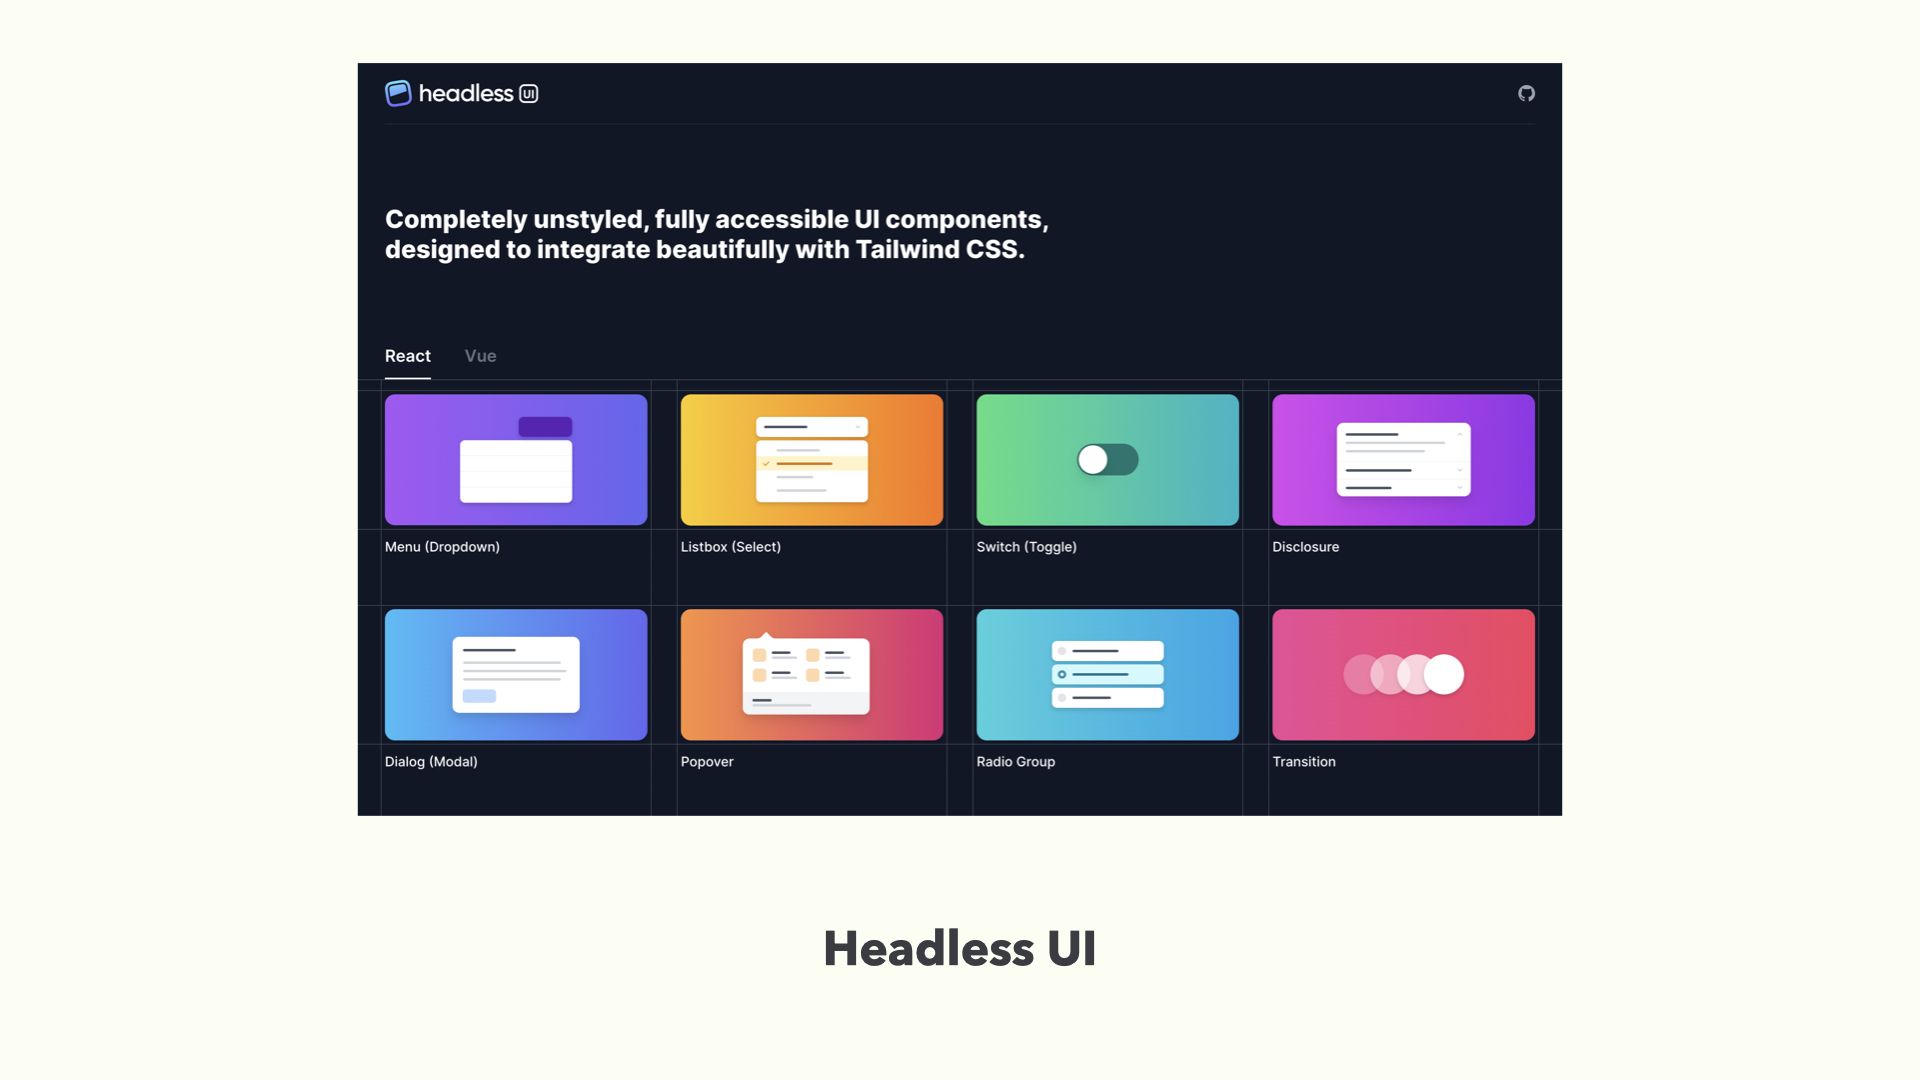 headless UI
Completely unstyled, fully accessible UI components,
designed to integrate beautifully with Tailwind CSS.
React Vue
Menu (Dropdown) Listbox (Select) Switch (Toggle) Disclosure
Dialog (Modal) Popover Radio Group Transition
Headless UI